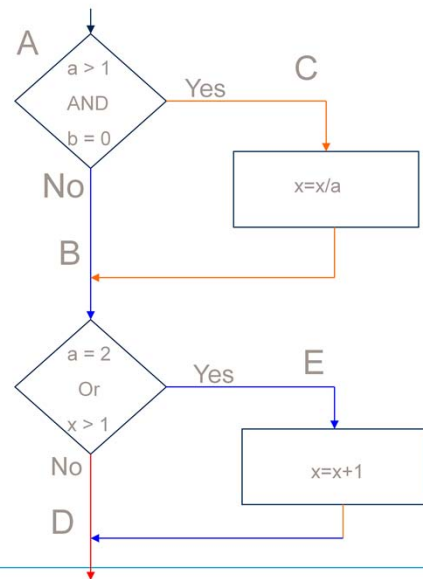 A
a > 1
AND
b = 0
Yes
C
x=x/a
No
B
a = 2
Or
x > 1
Yes
E
x=x+1
No
D